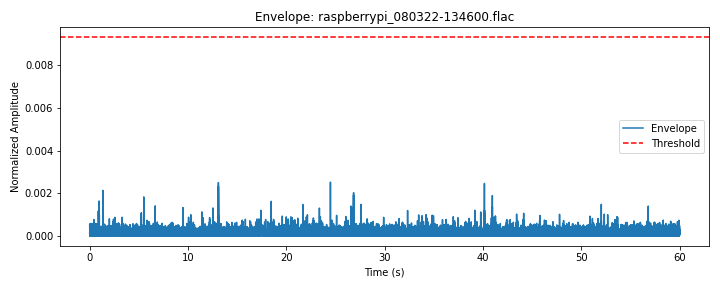 Envelope: raspberrypi_080322-134600.flac
Normalized Amplitude
0.008
0.006
0.004
0.002
0.000
Envelope
Threshold
0 10 20 30 40 50 60
Time (s)